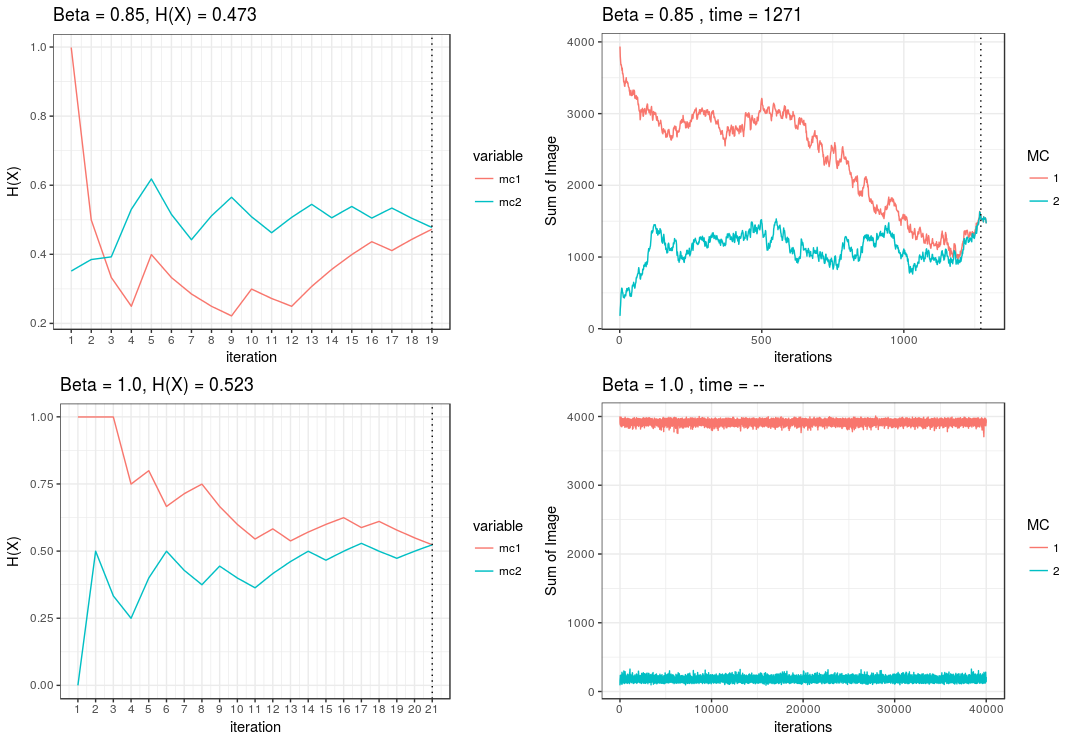 Beta = 0.85, H(X) = 0.473
H(X)
1.0
0.8
0.6
0.4
0.2
1 2 3 4 5 6 7 8 9 10 11 12 13 14 15 16 17 18 19
iteration
variable
mc1
mc2
Beta = 0.85 , time = 1271
Sum of Image
4000
3000
2000
1000
0
0 500 1000
iterations
MC
1
2
Beta = 1.0, H(X) = 0.523
H(X)
1.00
0.75
0.50
0.25
0.00
1 2 3 4 5 6 7 8 9 10 11 12 13 14 15 16 17 18 19 20 21
iteration
variable
mc1
mc2
Beta = 1.0 , time = --
Sum of Image
4000
3000
2000
1000
0
0 10000 20000 30000 40000
iterations
MC
1
2